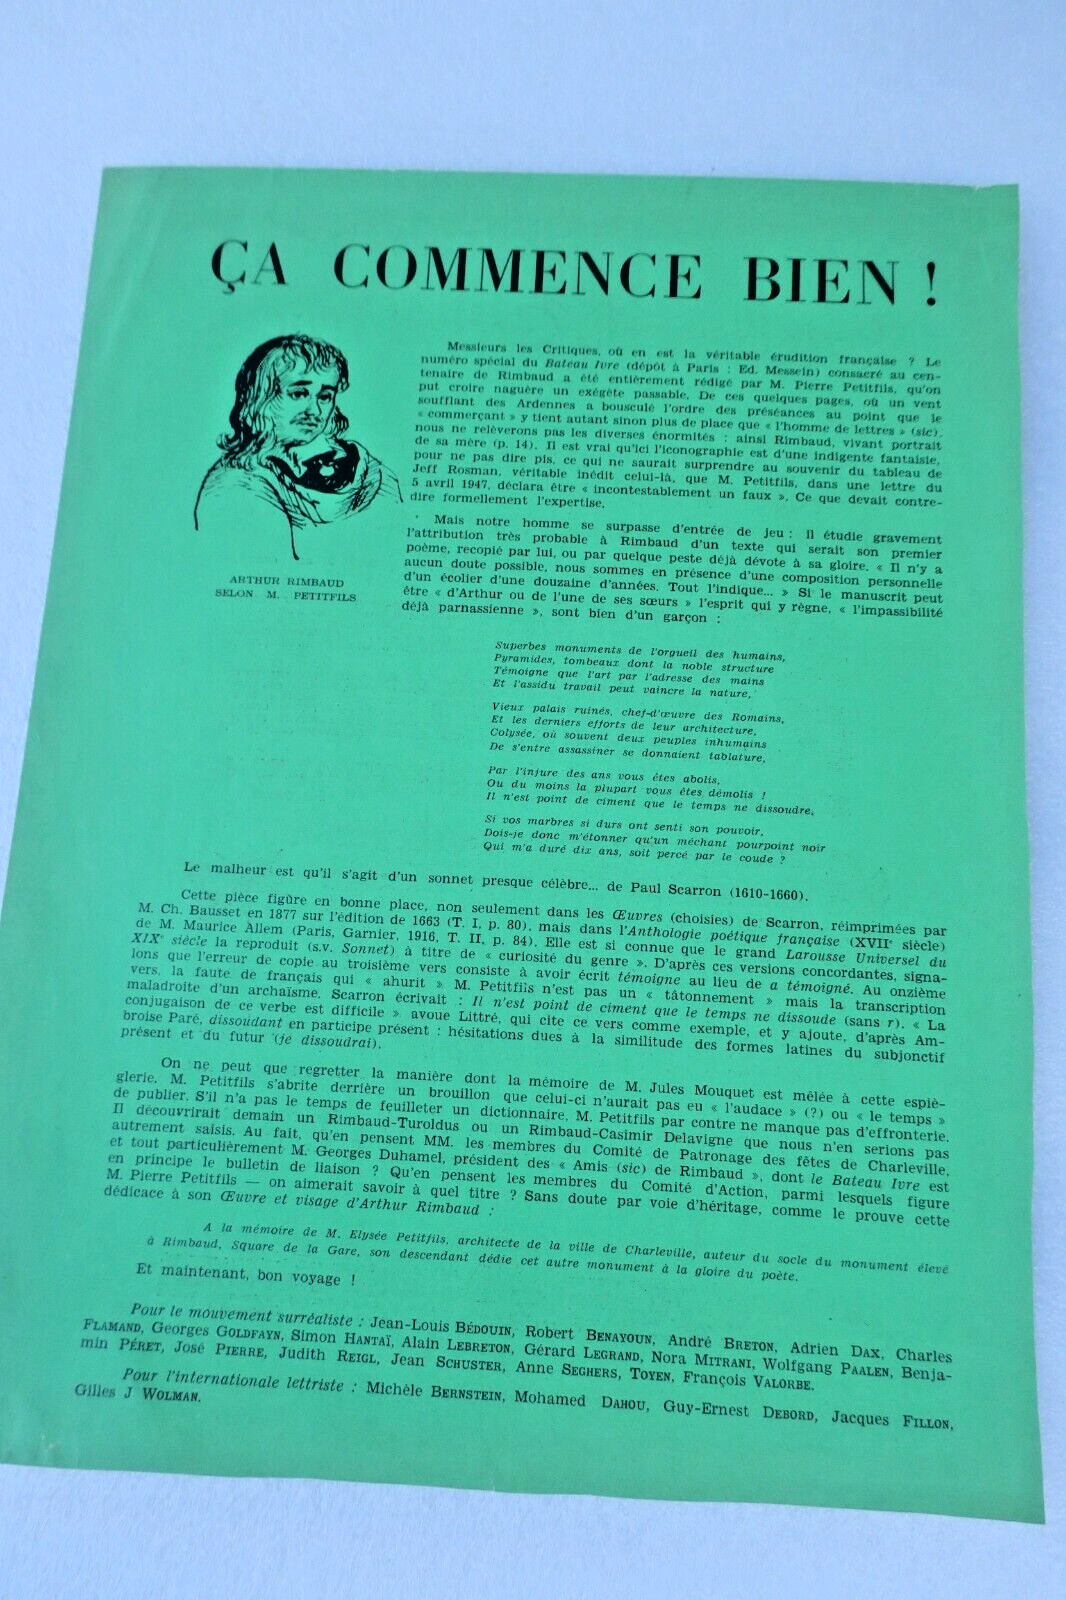 ÇA COMMENCE BIEN !
Messieurs les Critiques, où en est la véritable érudition française ? Le
numéro spécial du Bateau Ivre (dépôt à Paris : Ed. Messein) consacré au cen-
tenaire de Rimbaud a été entièrement rédigé par M. Pierre Petitfils, qu'on
put croire naguère un exégète passable. De ces quelques pages, où un vent
soufflant des Ardennes a bousculé l'ordre des préséances au point que le
« commerçant » y tient autant sinon plus de place que « l'homme de lettres » (sic),
nous ne relèverons pas les diverses énormités : ainsi Rimbaud, vivant portrait
de sa mère (p. 14). Il est vrai qu'ici l'iconographie est d'une indigente fantaisie,
pour ne pas dire pis, ce qui ne saurait surprendre au souvenir du tableau de
Jeff Rosman, véritable inédit celui-là, que M. Petitfils, dans une lettre du
5 avril 1947, déclara être « incontestablement un faux ». Ce que devait contre-
dire formellement l'expertise.
ARTHUR RIMBAUD
SELON M. PETITFILS
Mais notre homme se surpasse d'entrée de jeu : Il étudie gravement
l'attribution très probable à Rimbaud d'un texte qui serait son premier
poème, recopié par lui, ou par quelque peste déjà dévote à sa gloire. « Il n'y a
aucun doute possible, nous sommes en présence d'une composition personnelle
d'un écolier d'une douzaine d'années. Tout l'indique... » Si le manuscrit peut
être « d'Arthur ou de l'une de ses sœurs » l'esprit qui y règne, « l'impassibilité
déjà parnassienne », sont bien d'un garçon :
Superbes monuments de l'orgueil des humains,
Pyramides, tombeaux dont la noble structure
Témoigne que l'art par l'adresse des mains
Et l'assidu travail peut vaincre la nature,
Vieux palais ruinés, chef-d'œuvre des Romains,
Et les derniers efforts de leur architecture,
Colysée, où souvent deux peuples inhumains
De s'entre assassiner se donnaient tablature,
Par l'injure des ans vous êtes abolis,
Ou du moins la plupart vous êtes démolis !
Il n'est point de ciment que le temps ne dissoudre,
Si vos marbres si durs ont senti son pouvoir,
Dois-je donc m'étonner qu'un méchant pourpoint noir
Qui m'a duré dix ans, soit percé par le coude ?
Le malheur est qu'il s'agit d'un sonnet presque célèbre... de Paul Scarron (1610-1660).
Cette pièce figure en bonne place, non seulement dans les Œuvres (choisies) de Scarron, réimprimées par
M. Ch. Bausset en 1877 sur l'édition de 1663 (T. I, p. 80), mais dans l'Anthologie poétique française (XVIIe siècle)
de M. Maurice Allem (Paris, Garnier, 1916, T. II, p. 84). Elle est si connue que le grand Larousse Universel du
XIXe siècle la reproduit (s.v. Sonnet) à titre de « curiosité du genre ». D'après ces versions concordantes, signa-
lons que l'erreur de copie au troisième vers consiste à avoir écrit témoigne au lieu de a témoigné. Au onzième
vers, la faute de français qui « ahurit » M. Petitfils n'est pas un « tâtonnement » mais la transcription
maladroite d'un archaïsme. Scarron écrivait : Il n'est point de ciment que le temps ne dissoude (sans r). « La
conjugaison de ce verbe est difficile » avoue Littré, qui cite ce vers comme exemple, et y ajoute, d'après Am-
broise Paré, dissoudant en participe présent : hésitations dues à la similitude des formes latines du subjonctif
présent et du futur (je dissoudrai).
On ne peut que regretter la manière dont la mémoire de M. Jules Mouquet est mêlée à cette espiè-
glerie. M. Petitfils s'abrite derrière un brouillon que celui-ci n'aurait pas eu « l'audace » (?) ou « le temps »
de publier. S'il n'a pas le temps de feuilleter un dictionnaire, M. Petitfils par contre ne manque pas d'effronterie.
Il découvrirait demain un Rimbaud-Turoldus ou un Rimbaud-Casimir Delavigne que nous n'en serions pas
autrement saisis. Au fait, qu'en pensent MM. les membres du Comité de Patronage des fêtes de Charleville,
et tout particulièrement M. Georges Duhamel, président des « Amis (sic) de Rimbaud », dont le Bateau Ivre est
en principe le bulletin de liaison ? Qu'en pensent les membres du Comité d'Action, parmi lesquels figure
M. Pierre Petitfils — on aimerait savoir à quel titre ? Sans doute par voie d'héritage, comme le prouve cette
dédicace à son Œuvre et visage d'Arthur Rimbaud :
A la mémoire de M. Elysée Petitfils, architecte de la ville de Charleville, auteur du socle du monument élevé
à Rimbaud, Square de la Gare, son descendant dédie cet autre monument à la gloire du poète.
Et maintenant, bon voyage !
Pour le mouvement surréaliste : Jean-Louis BÉDOUIN, Robert BENAYOUN, André BRETON, Adrien DAX, Charles
FLAMAND, Georges GOLDFAYN, Simon HANTAÏ, Alain LEBRETON, Gérard LEGRAND, Nora MITRANI, Wolfgang PAALEN, Benja-
min PÉRET, José PIERRE, Judith REIGL, Jean SCHUSTER, Anne SEGHERS, TOYEN, François VALORBE.
Pour l'internationale lettriste : Michèle BERNSTEIN, Mohamed DAHOU, Guy-Ernest DEBORD, Jacques FILLON,
Gilles J WOLMAN.